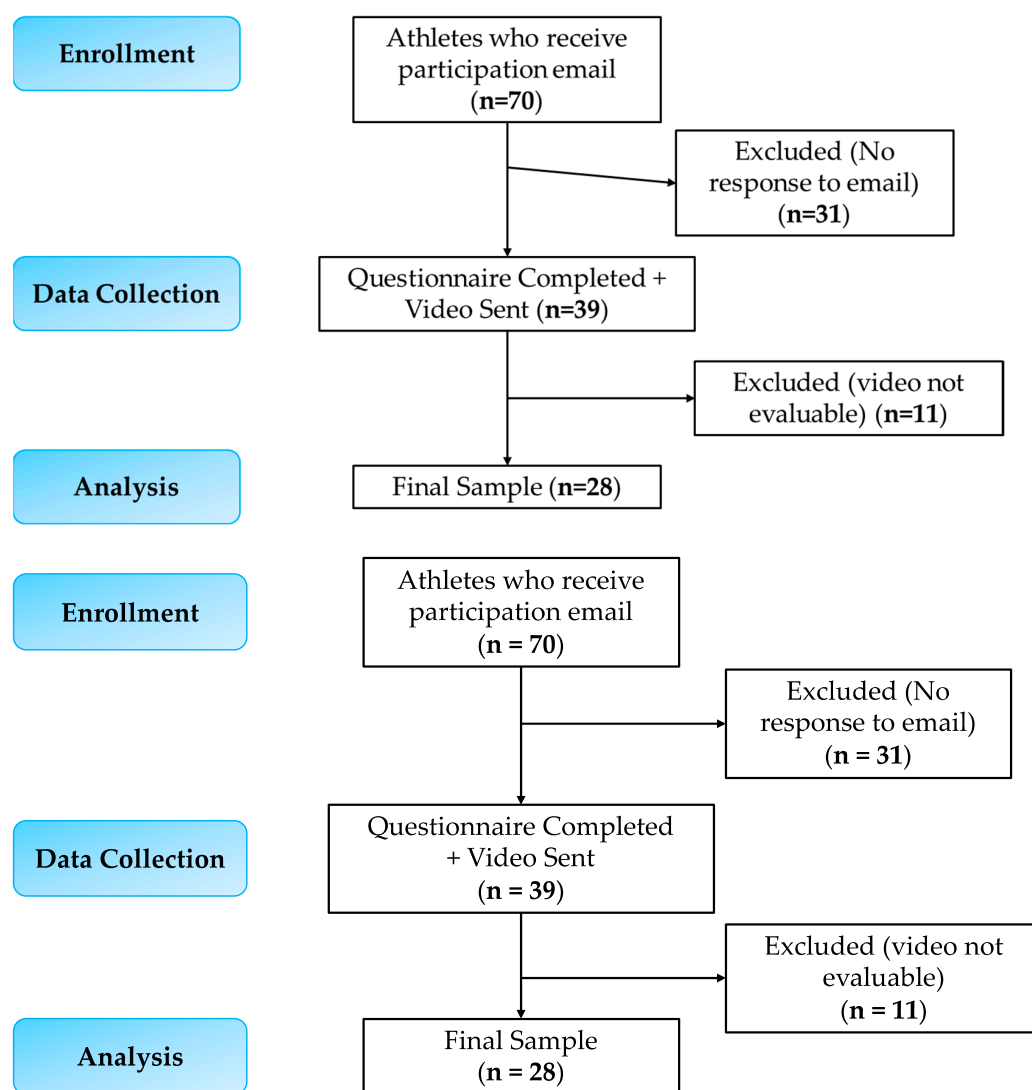 Enrollment
Athletes who receive
participation email
(n=70)
Excluded (No
response to email)
(n=31)
Data Collection
Questionnaire Completed +
Video Sent (n=39)
Excluded (video not
evaluable) (n=11)
Analysis
Final Sample (n=28)
Enrollment
Athletes who receive
participation email
(n = 70)
Excluded (No
response to email)
(n = 31)
Data Collection
Questionnaire Completed
+ Video Sent
(n = 39)
Excluded (video not
evaluable)
(n = 11)
Analysis
Final Sample
(n = 28)